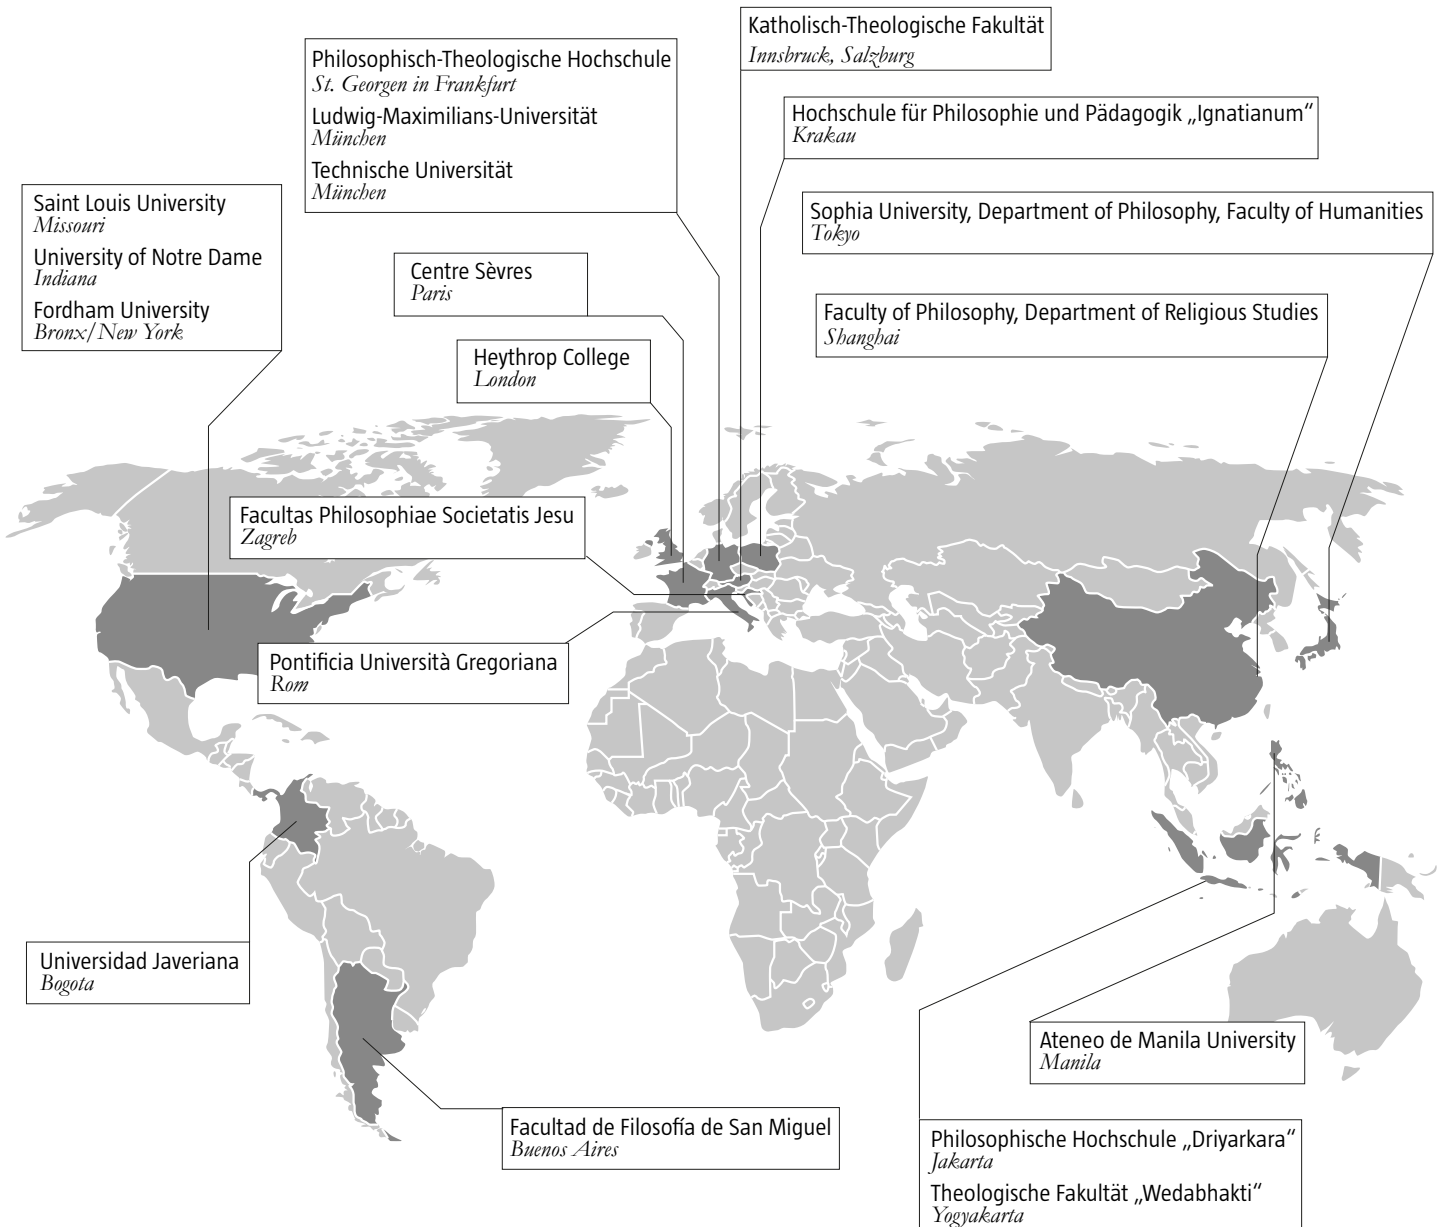 Katholisch-Theologische Fakultät
Innsbruck, Salzburg
Philosophisch-Theologische Hochschule
St. Georgen in Frankfurt
Ludwig-Maximilians-Universität
München
Technische Universität
München
Hochschule für Philosophie und Pädagogik „Ignatianum“
Krakau
Saint Louis University
Missouri
University of Notre Dame
Indiana
Fordham University
Bronx/New York
Sophia University, Department of Philosophy, Faculty of Humanities
Tokyo
Centre Sèvres
Paris
Faculty of Philosophy, Department of Religious Studies
Shanghai
Heythrop College
London
Facultas Philosophiae Societatis Jesu
Zagreb
Pontificia Università Gregoriana
Rom
Universidad Javeriana
Bogota
Ateneo de Manila University
Manila
Facultad de Filosofía de San Miguel
Buenos Aires
Philosophische Hochschule „Driyarkara“
Jakarta
Theologische Fakultät „Wedabhakti“
Yogyakarta